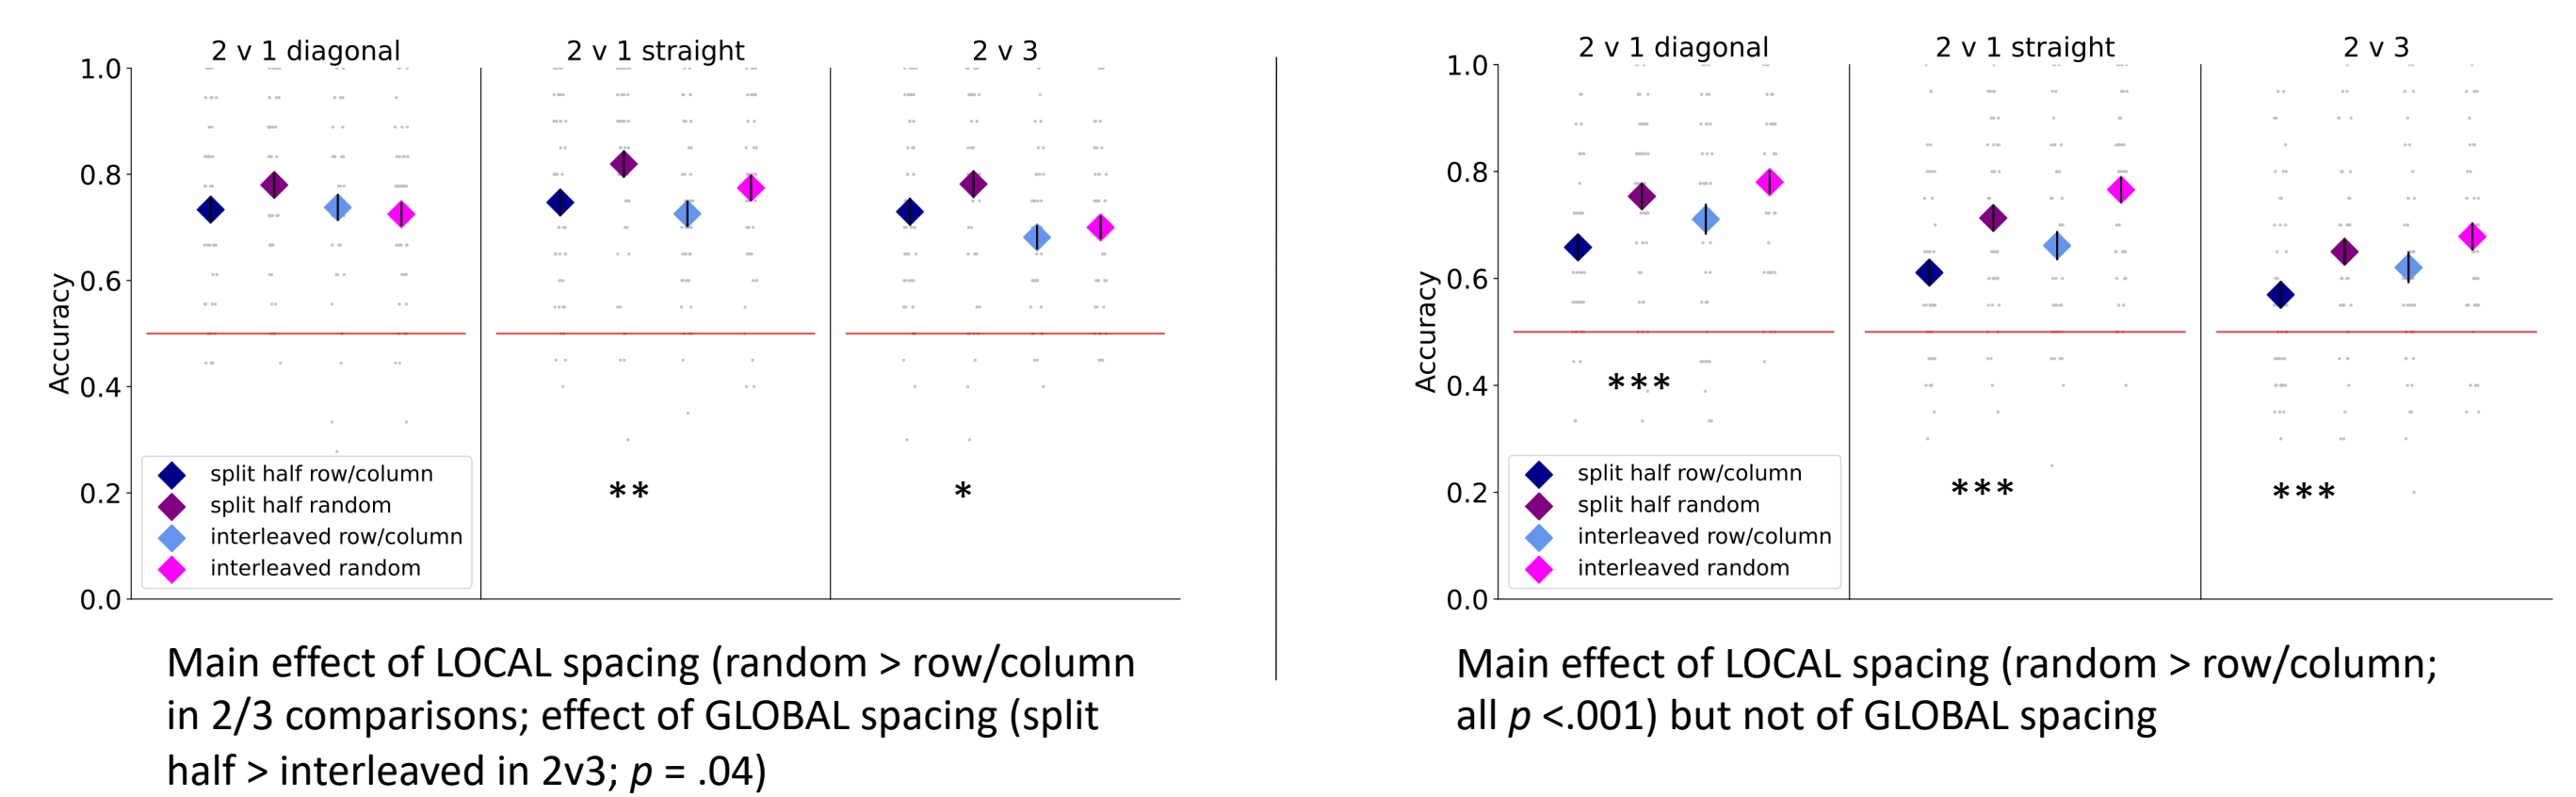 2 v 1 diagonal
2 v 1 straight
2 v 3
1.0
0.8
0.6
0.4
0.2
0.0
Accuracy
split half row/column
split half random
interleaved row/column
interleaved random
**
*
Main effect of LOCAL spacing (random > row/column
in 2/3 comparisons; effect of GLOBAL spacing (split
half > interleaved in 2v3; p = .04)
2 v 1 diagonal
2 v 1 straight
2 v 3
1.0
0.8
0.6
0.4
0.2
0.0
Accuracy
***
split half row/column
split half random
interleaved row/column
interleaved random
***
***
Main effect of LOCAL spacing (random > row/column;
all p <.001) but not of GLOBAL spacing